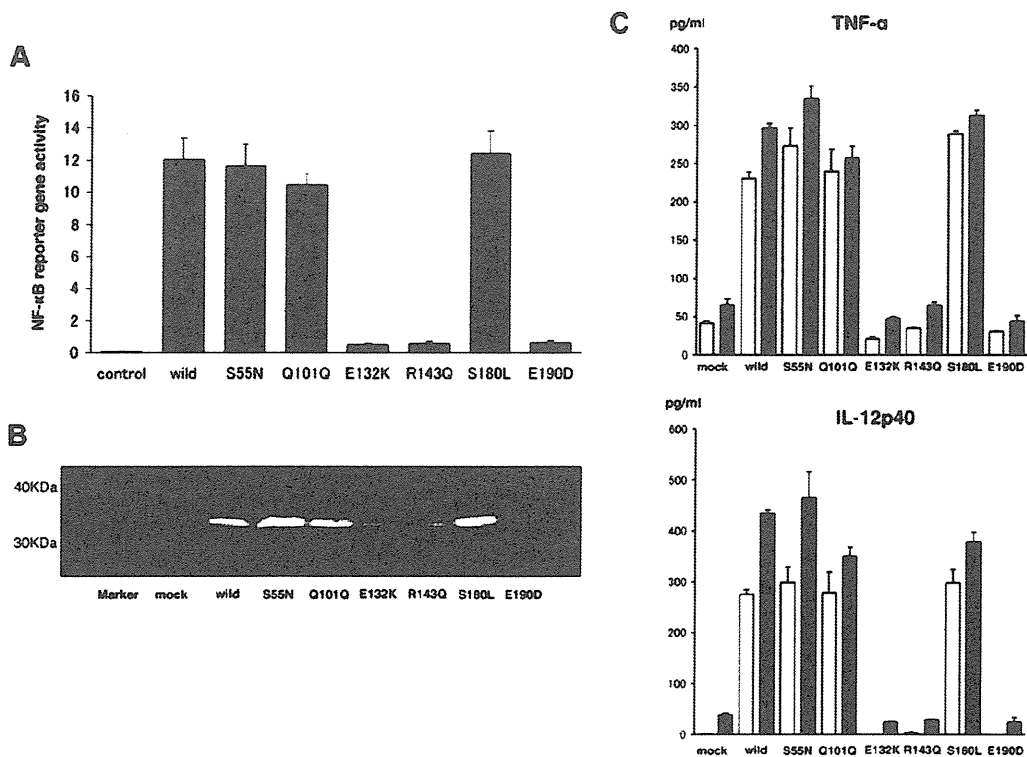 A
NF-κB reporter gene activity
16
14
12
10
8
6
4
2
0
control wild S55N Q101Q E132K R143Q S180L E190D
B
40KDa
30KDa
Marker mock wild S55N Q101Q E132K R143Q S180L E190D
C
pg/ml
TNF-α
400
350
300
250
200
150
100
50
0
mock wild S55N Q101Q E132K R143Q S180L E190D
pg/ml
IL-12p40
600
500
400
300
200
100
0
mock wild S55N Q101Q E132K R143Q S180L E190D